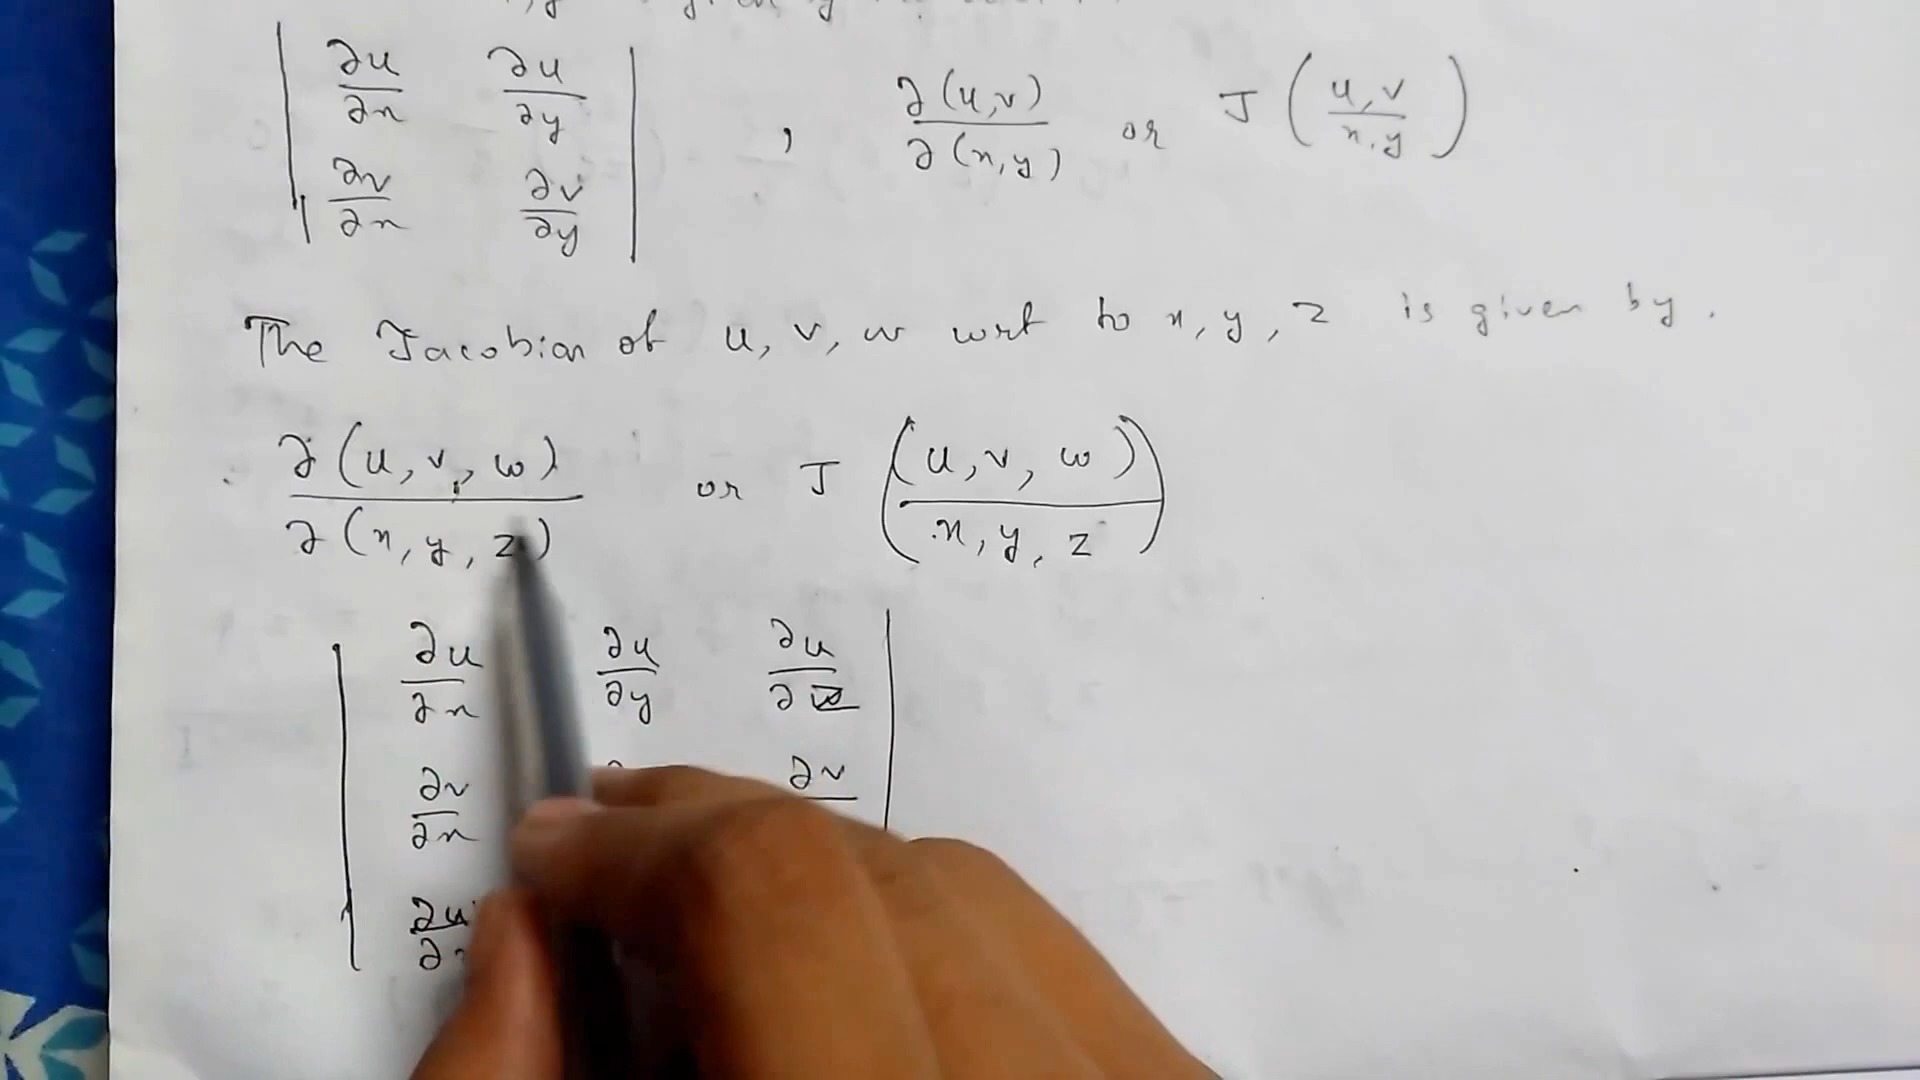 ∂u/∂x ∂u/∂y , ∂(u,v)/∂(x,y) or J(u,v/x,y)
∂v/∂x ∂v/∂y
The Jacobian of u, v, w wrt to x, y, z is given by.
∂(u, v, w)/∂(x, y, z) or J((u, v, w)/x, y, z)
∂u/∂x ∂u/∂y ∂u/∂z
∂v/∂x ∂v